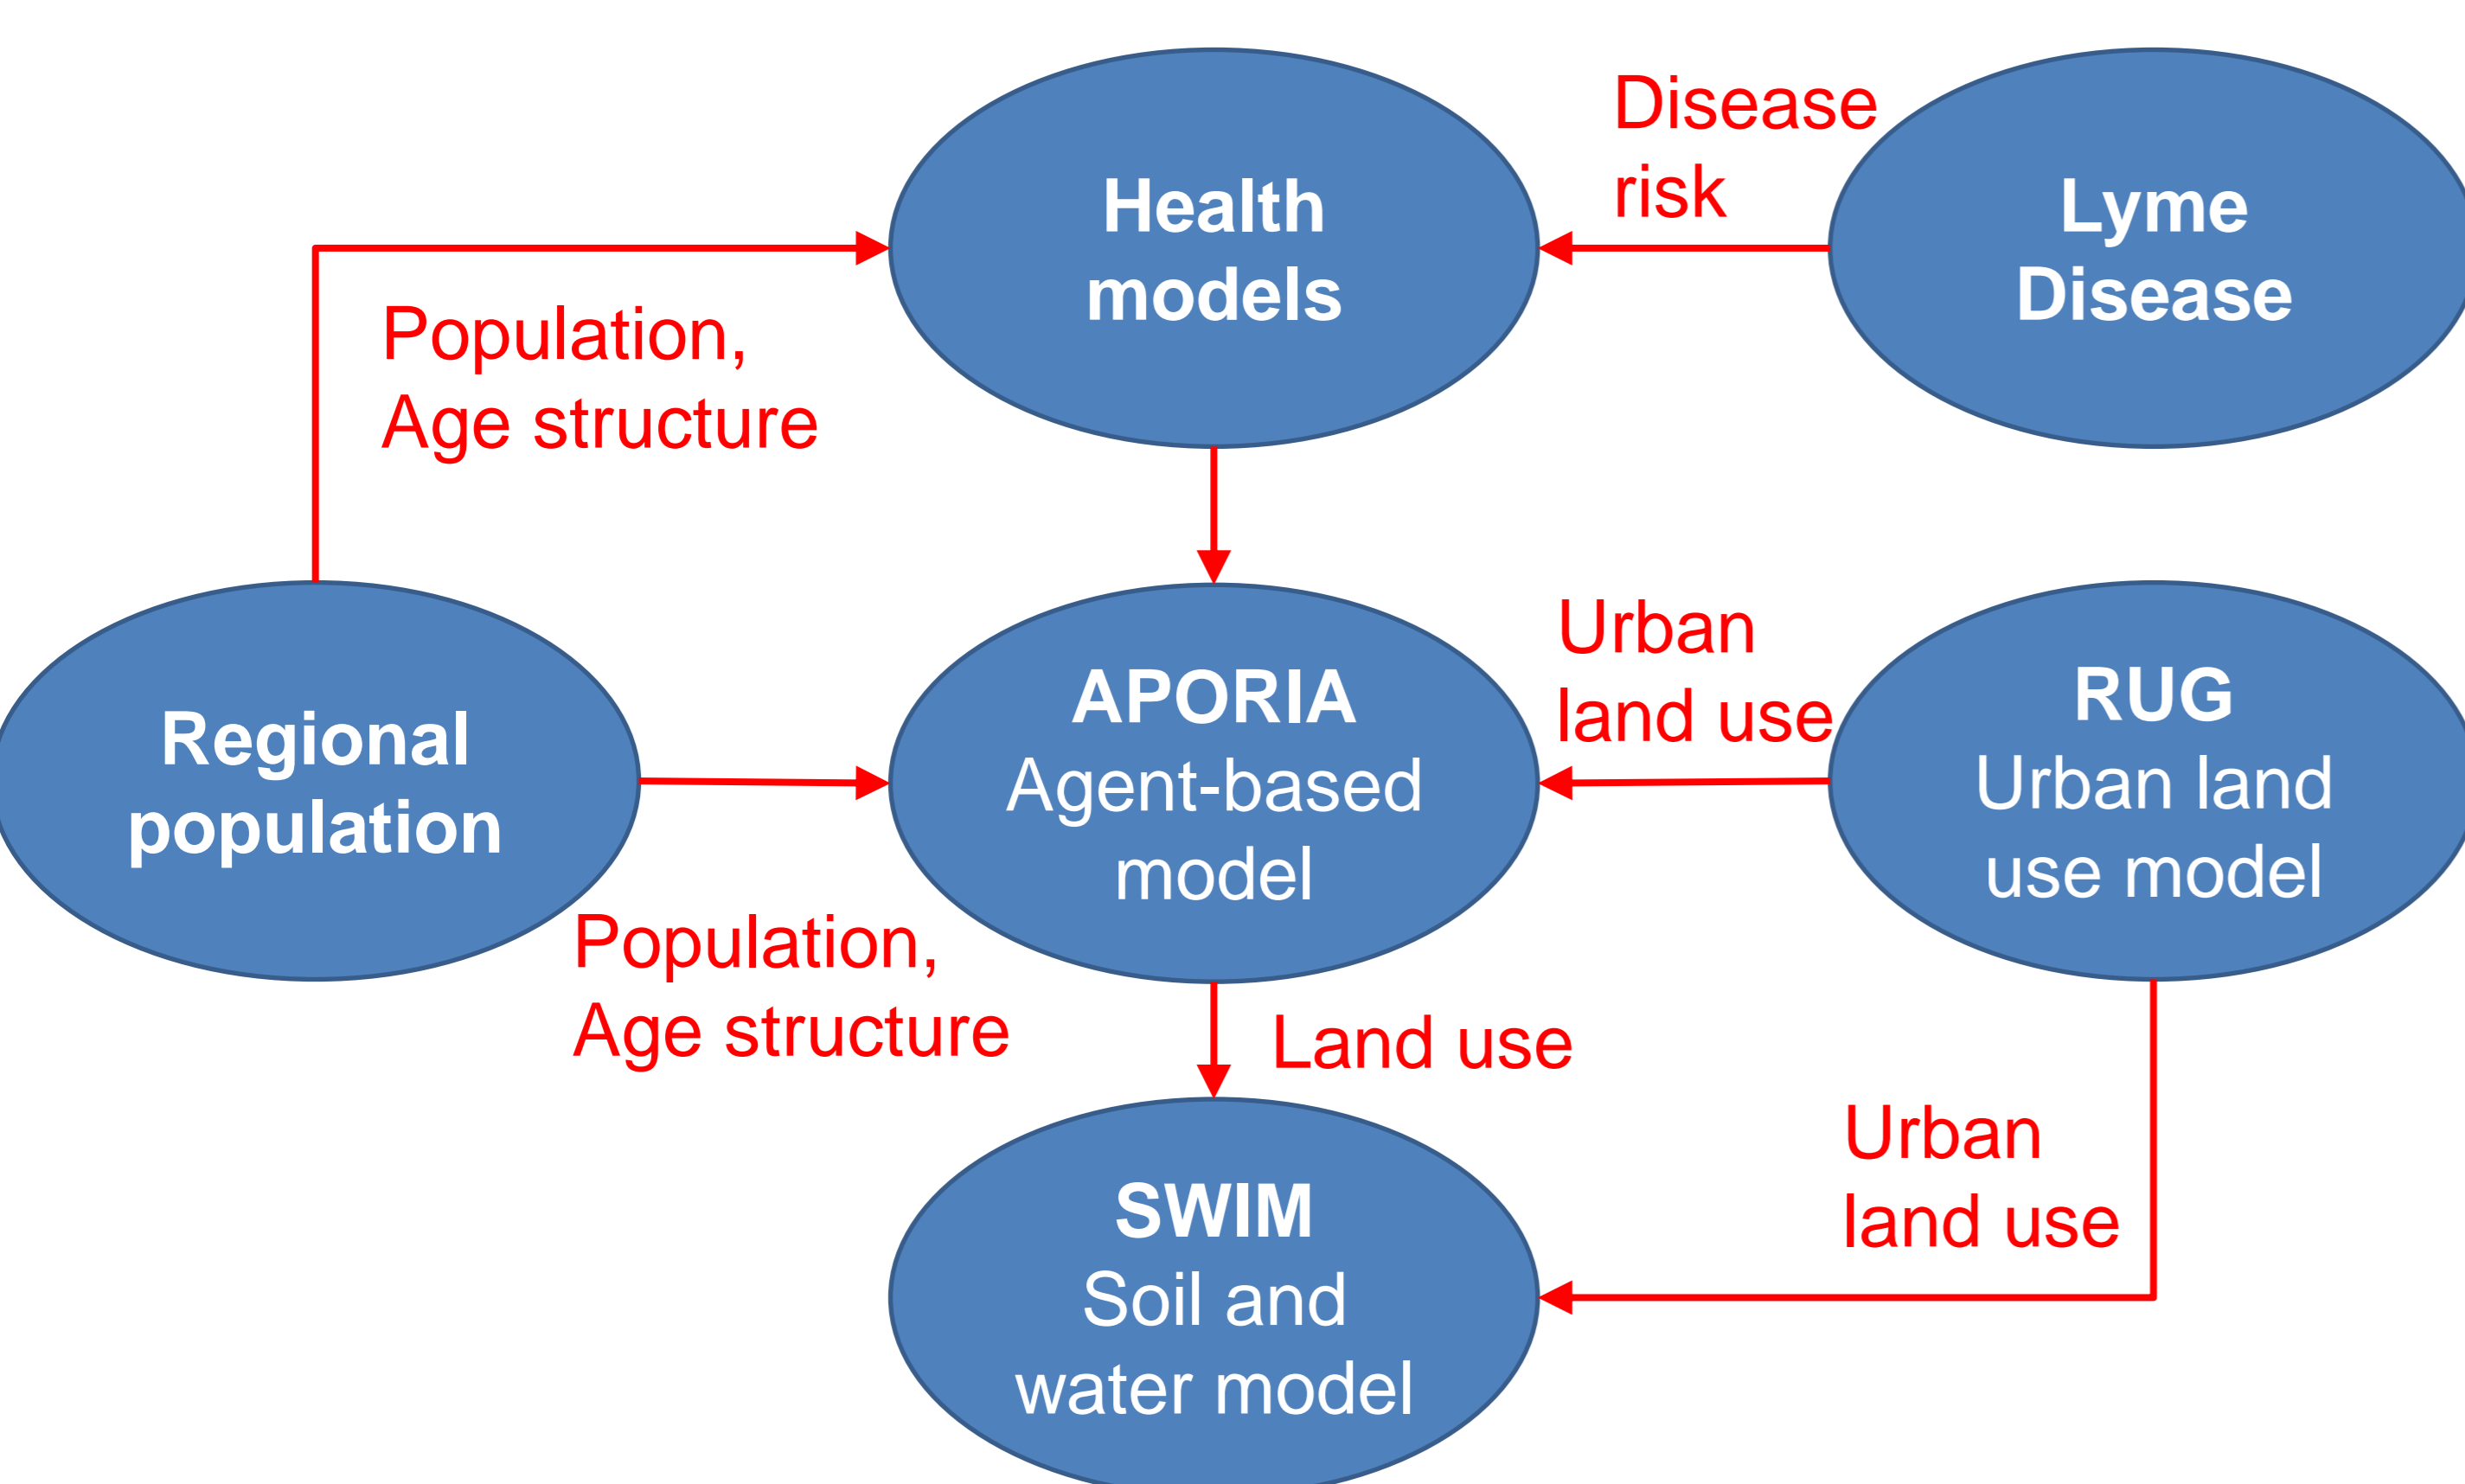 Health
models
Disease
risk
Lyme
Disease
Population,
Age structure
Regional
population
APORIA
Agent-based
model
Urban
land use
RUG
Urban land
use model
Population,
Age structure
Land use
SWIM
Soil and
water model
Urban
land use